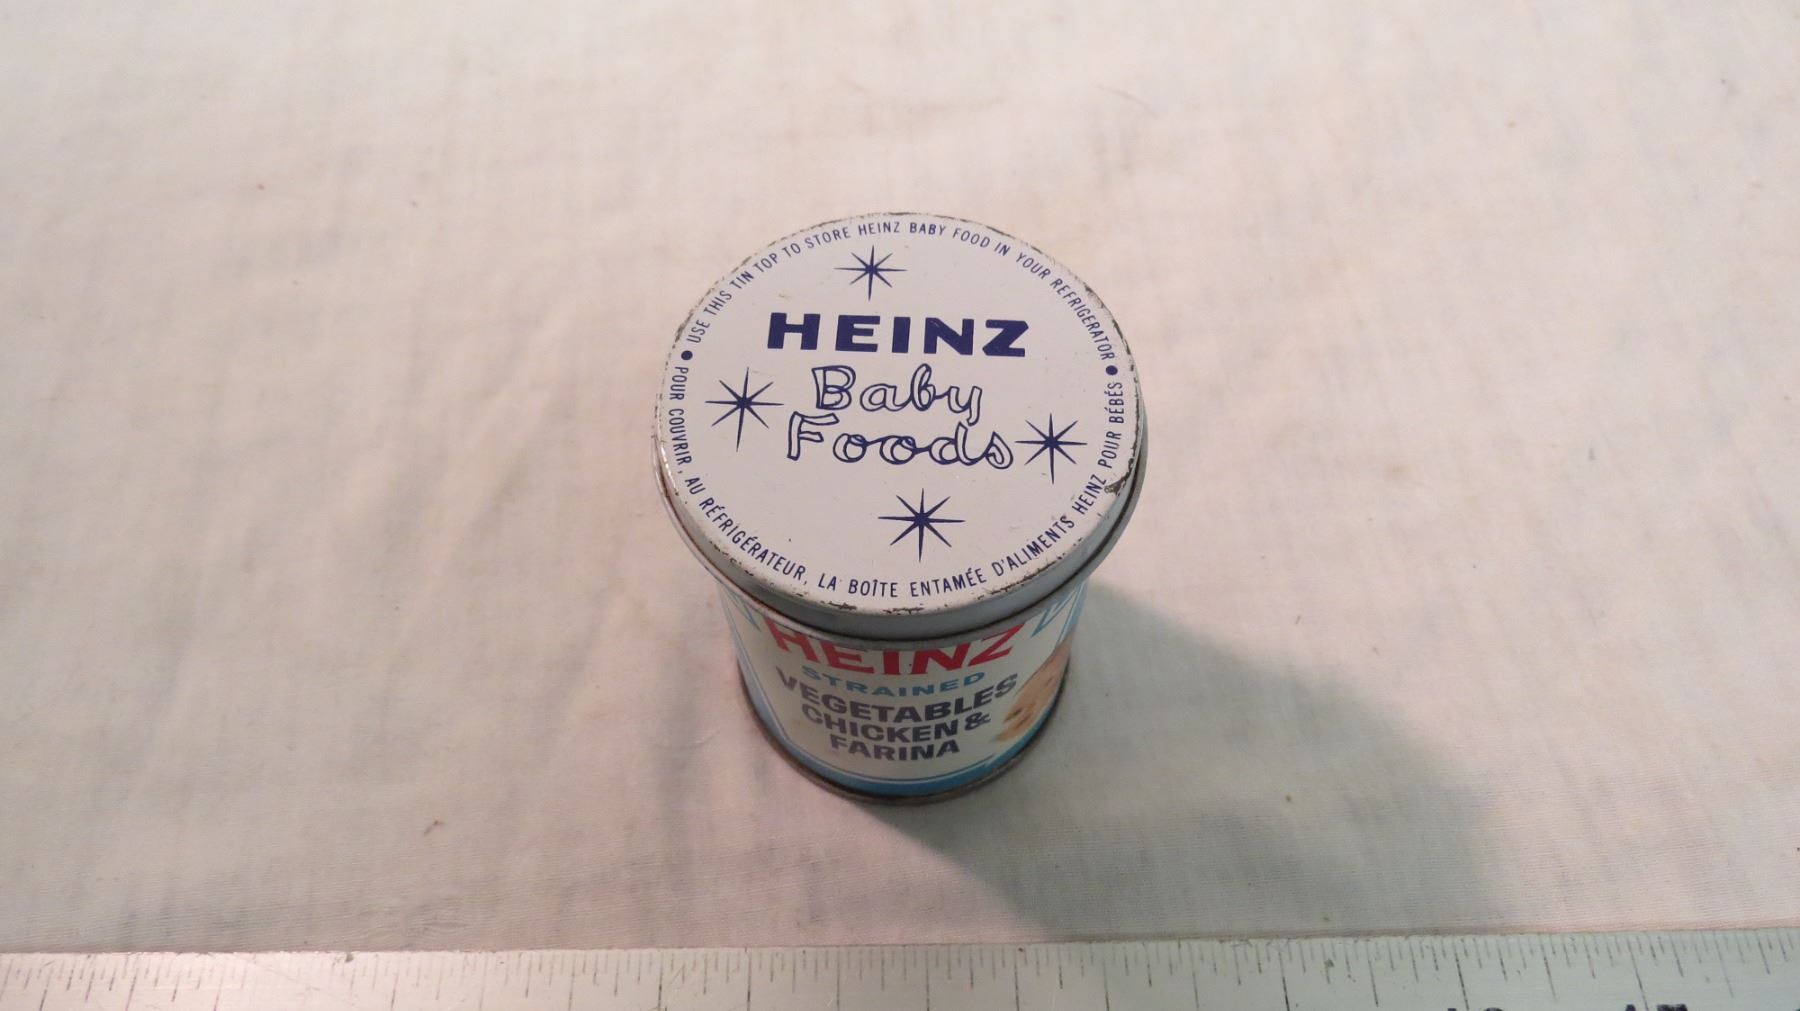 USE THIS TIN TOP TO STORE HEINZ BABY FOOD IN YOUR REFRIGERATOR
HEINZ
Baby
Foods
POUR COUVRIR, AU RÉFRIGÉRATEUR, LA BOÎTE ENTAMÉE D'ALIMENTS HEINZ POUR BÉBÉS
HEINZ
STRAINED
VEGETABLES
CHICKEN &
FARINA